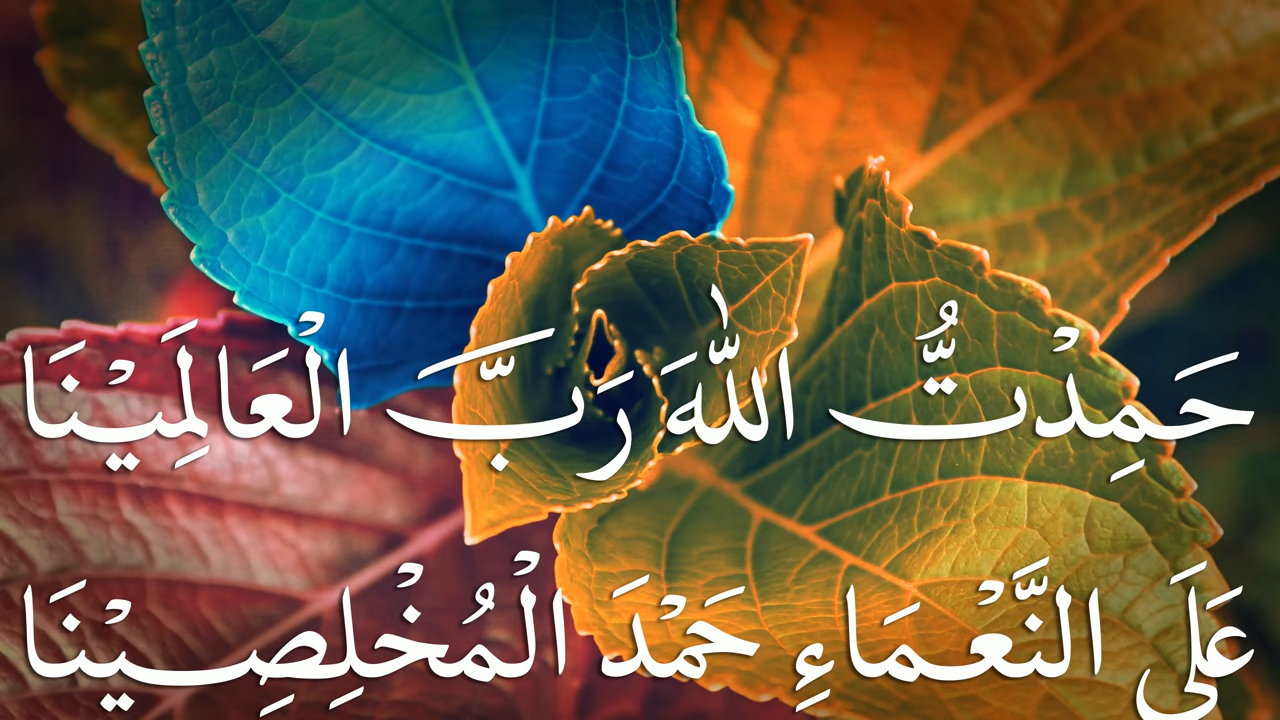 حَمِدْتُّ اللّٰهَ رَبَّ الْعَالَمِيْنَا
عَلَى النَّعْمَاءِ حَمْدَ الْمُخْلِصِيْنَا